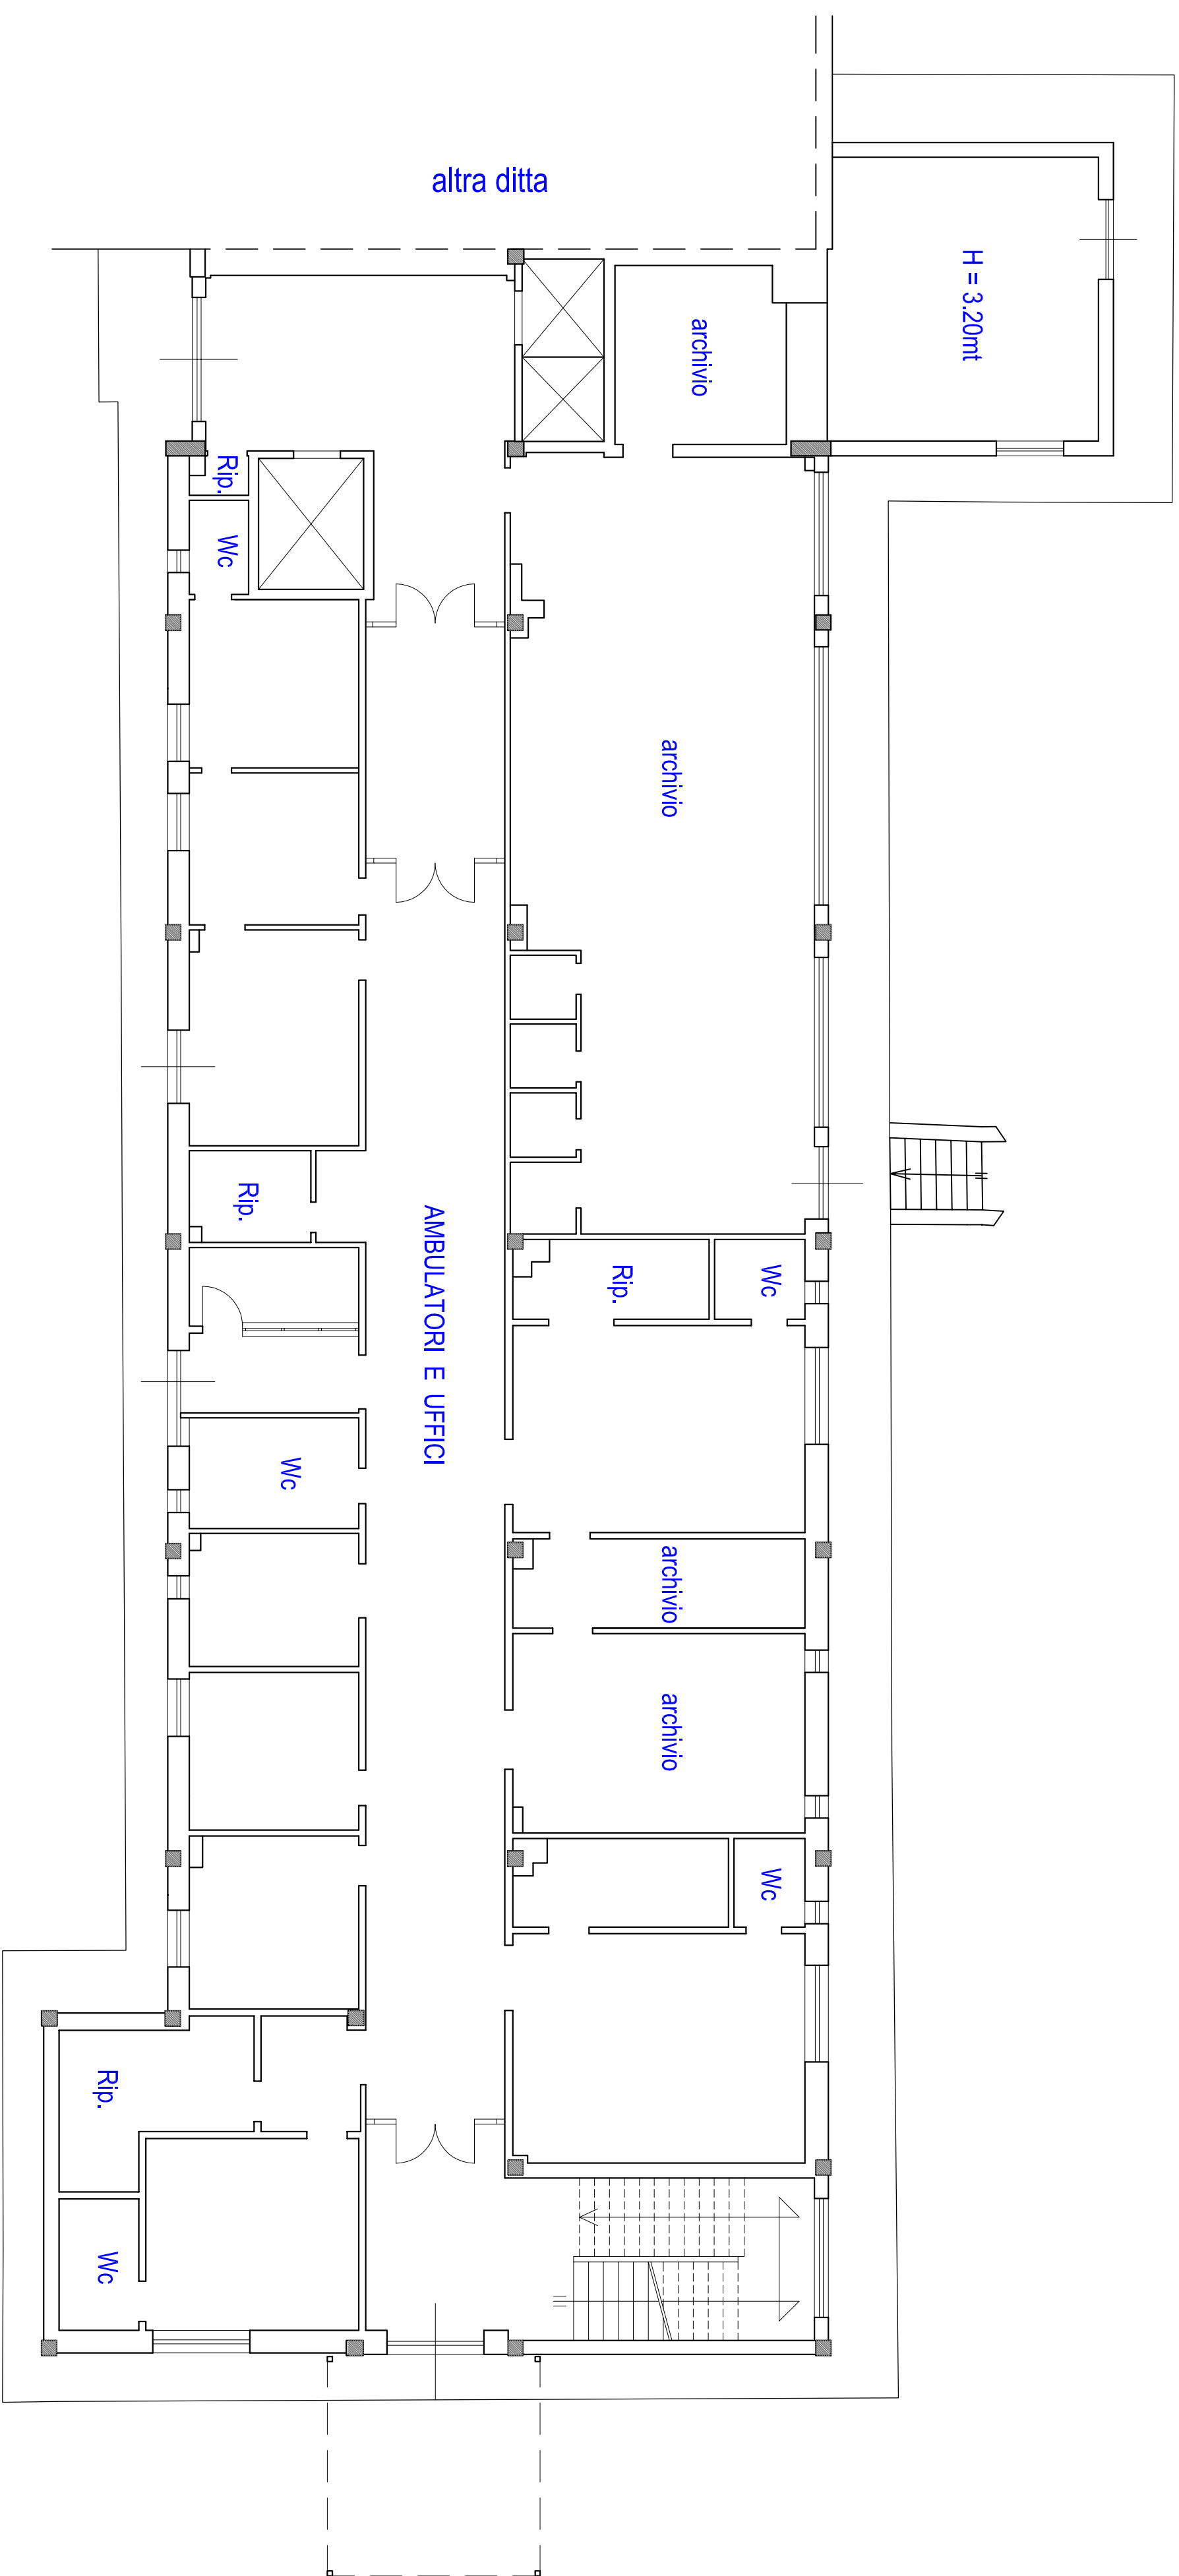 altra ditta
H = 3.20mt
archivio
Rip.
Wc
archivio
Rip.
AMBULATORI E UFFICI
Rip.
Wc
Wc
archivio
archivio
Wc
Rip.
Wc